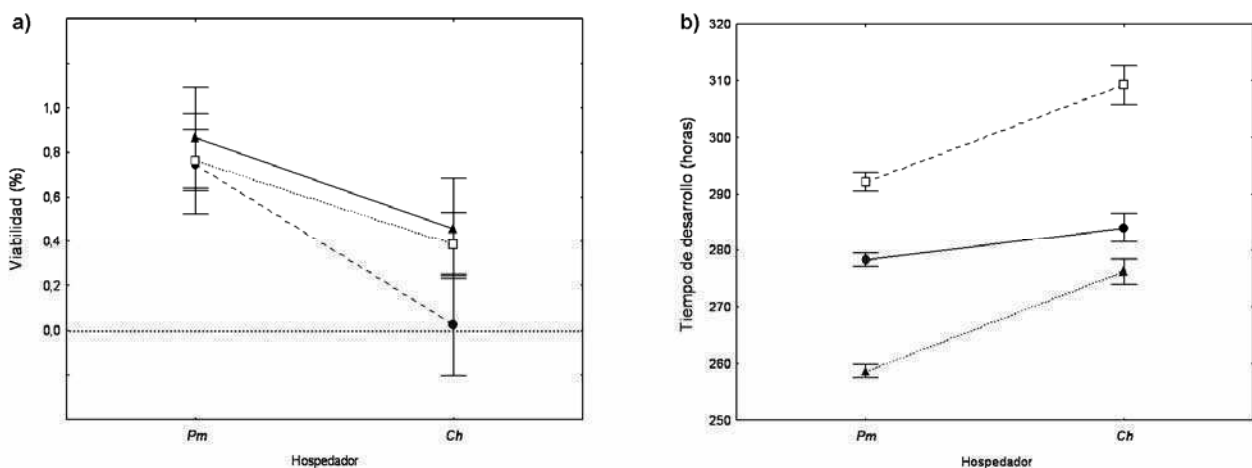 a)
Viabilidad (%)
1,0
0,8
0,6
0,4
0,2
0,0
Pm Ch
Hospedador
b)
Tiempo de desarrollo (horas)
320
310
300
290
280
270
260
250
Pm Ch
Hospedador